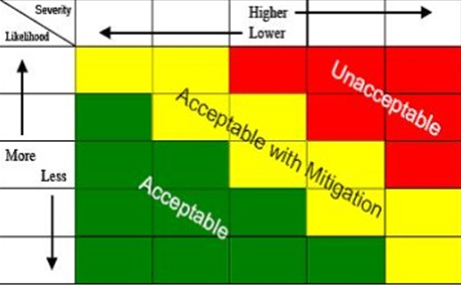 Severity
Likelihood
Higher
Lower
More
Less
Unacceptable
Acceptable with Mitigation
Acceptable